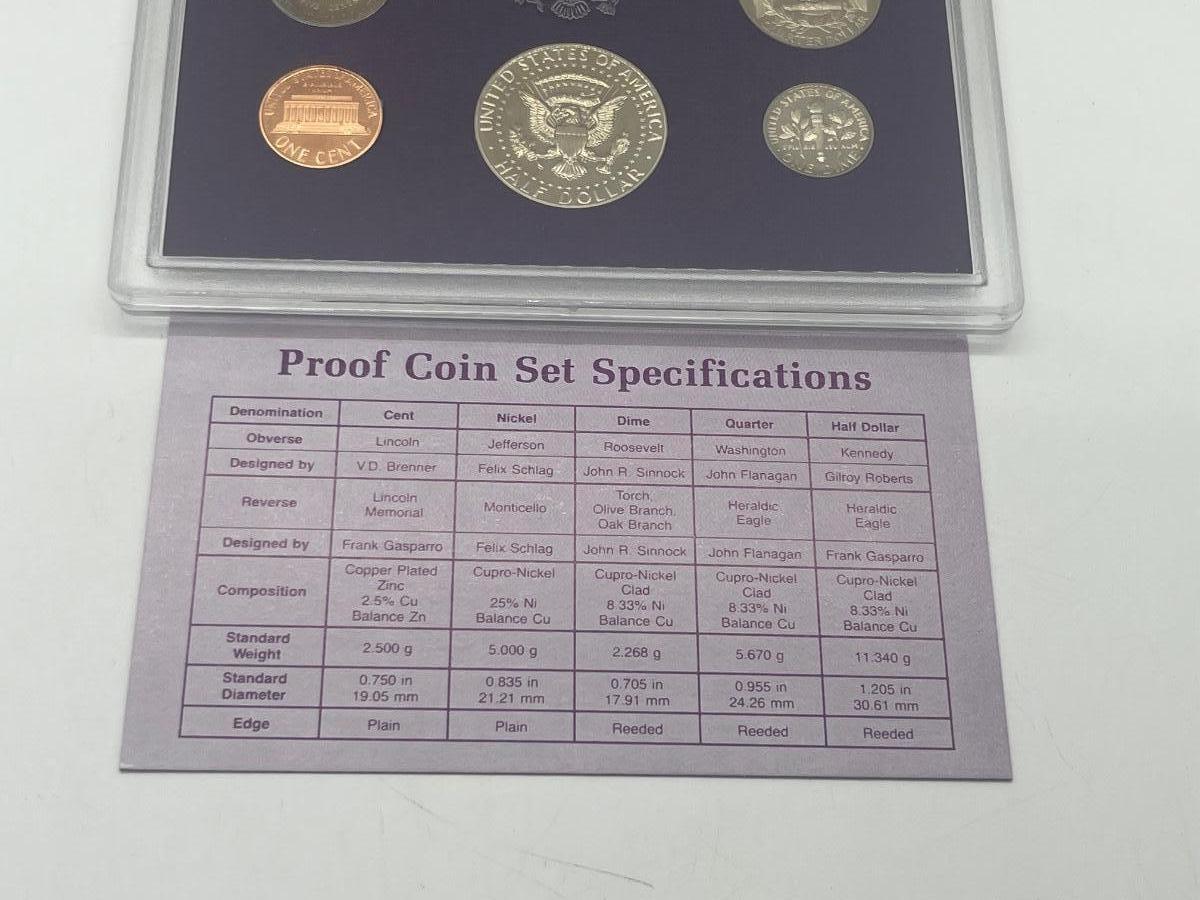 QUARTER DOLLAR
UNITED STATES OF AMERICA
ONE CENT
UNITED STATES OF AMERICA
HALF DOLLAR
UNITED STATES OF AMERICA
ONE DIME
Proof Coin Set Specifications
Denomination Cent Nickel Dime Quarter Half Dollar
Obverse Lincoln Jefferson Roosevelt Washington Kennedy
Designed by V.D. Brenner Felix Schlag John R. Sinnock John Flanagan Gilroy Roberts
Reverse Lincoln Memorial Monticello Torch, Olive Branch, Oak Branch Heraldic Eagle Heraldic Eagle
Designed by Frank Gasparro Felix Schlag John R. Sinnock John Flanagan Frank Gasparro
Composition Copper Plated Zinc 2.5% Cu Balance Zn Cupro-Nickel 25% Ni Balance Cu Cupro-Nickel Clad 8.33% Ni Balance Cu Cupro-Nickel Clad 8.33% Ni Balance Cu Cupro-Nickel Clad 8.33% Ni Balance Cu
Standard Weight 2.500 g 5.000 g 2.268 g 5.670 g 11.340 g
Standard Diameter 0.750 in 19.05 mm 0.835 in 21.21 mm 0.705 in 17.91 mm 0.955 in 24.26 mm 1.205 in 30.61 mm
Edge Plain Plain Reeded Reeded Reeded